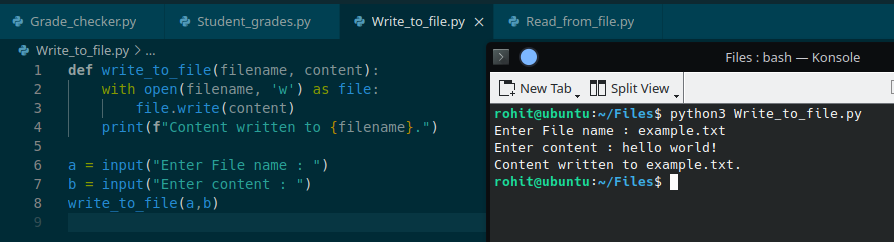 Grade_checker.py Student_grades.py Write_to_file.py Read_from_file.py
Write_to_file.py > ...
1 def write_to_file(filename, content):
2 with open(filename, 'w') as file:
3 file.write(content)
4 print(f"Content written to {filename}.")
5
6 a = input("Enter File name : ")
7 b = input("Enter content : ")
8 write_to_file(a,b)
9
Files : bash — Konsole
New Tab Split View
rohit@ubuntu:~/Files$ python3 Write_to_file.py
Enter File name : example.txt
Enter content : hello world!
Content written to example.txt.
rohit@ubuntu:~/Files$